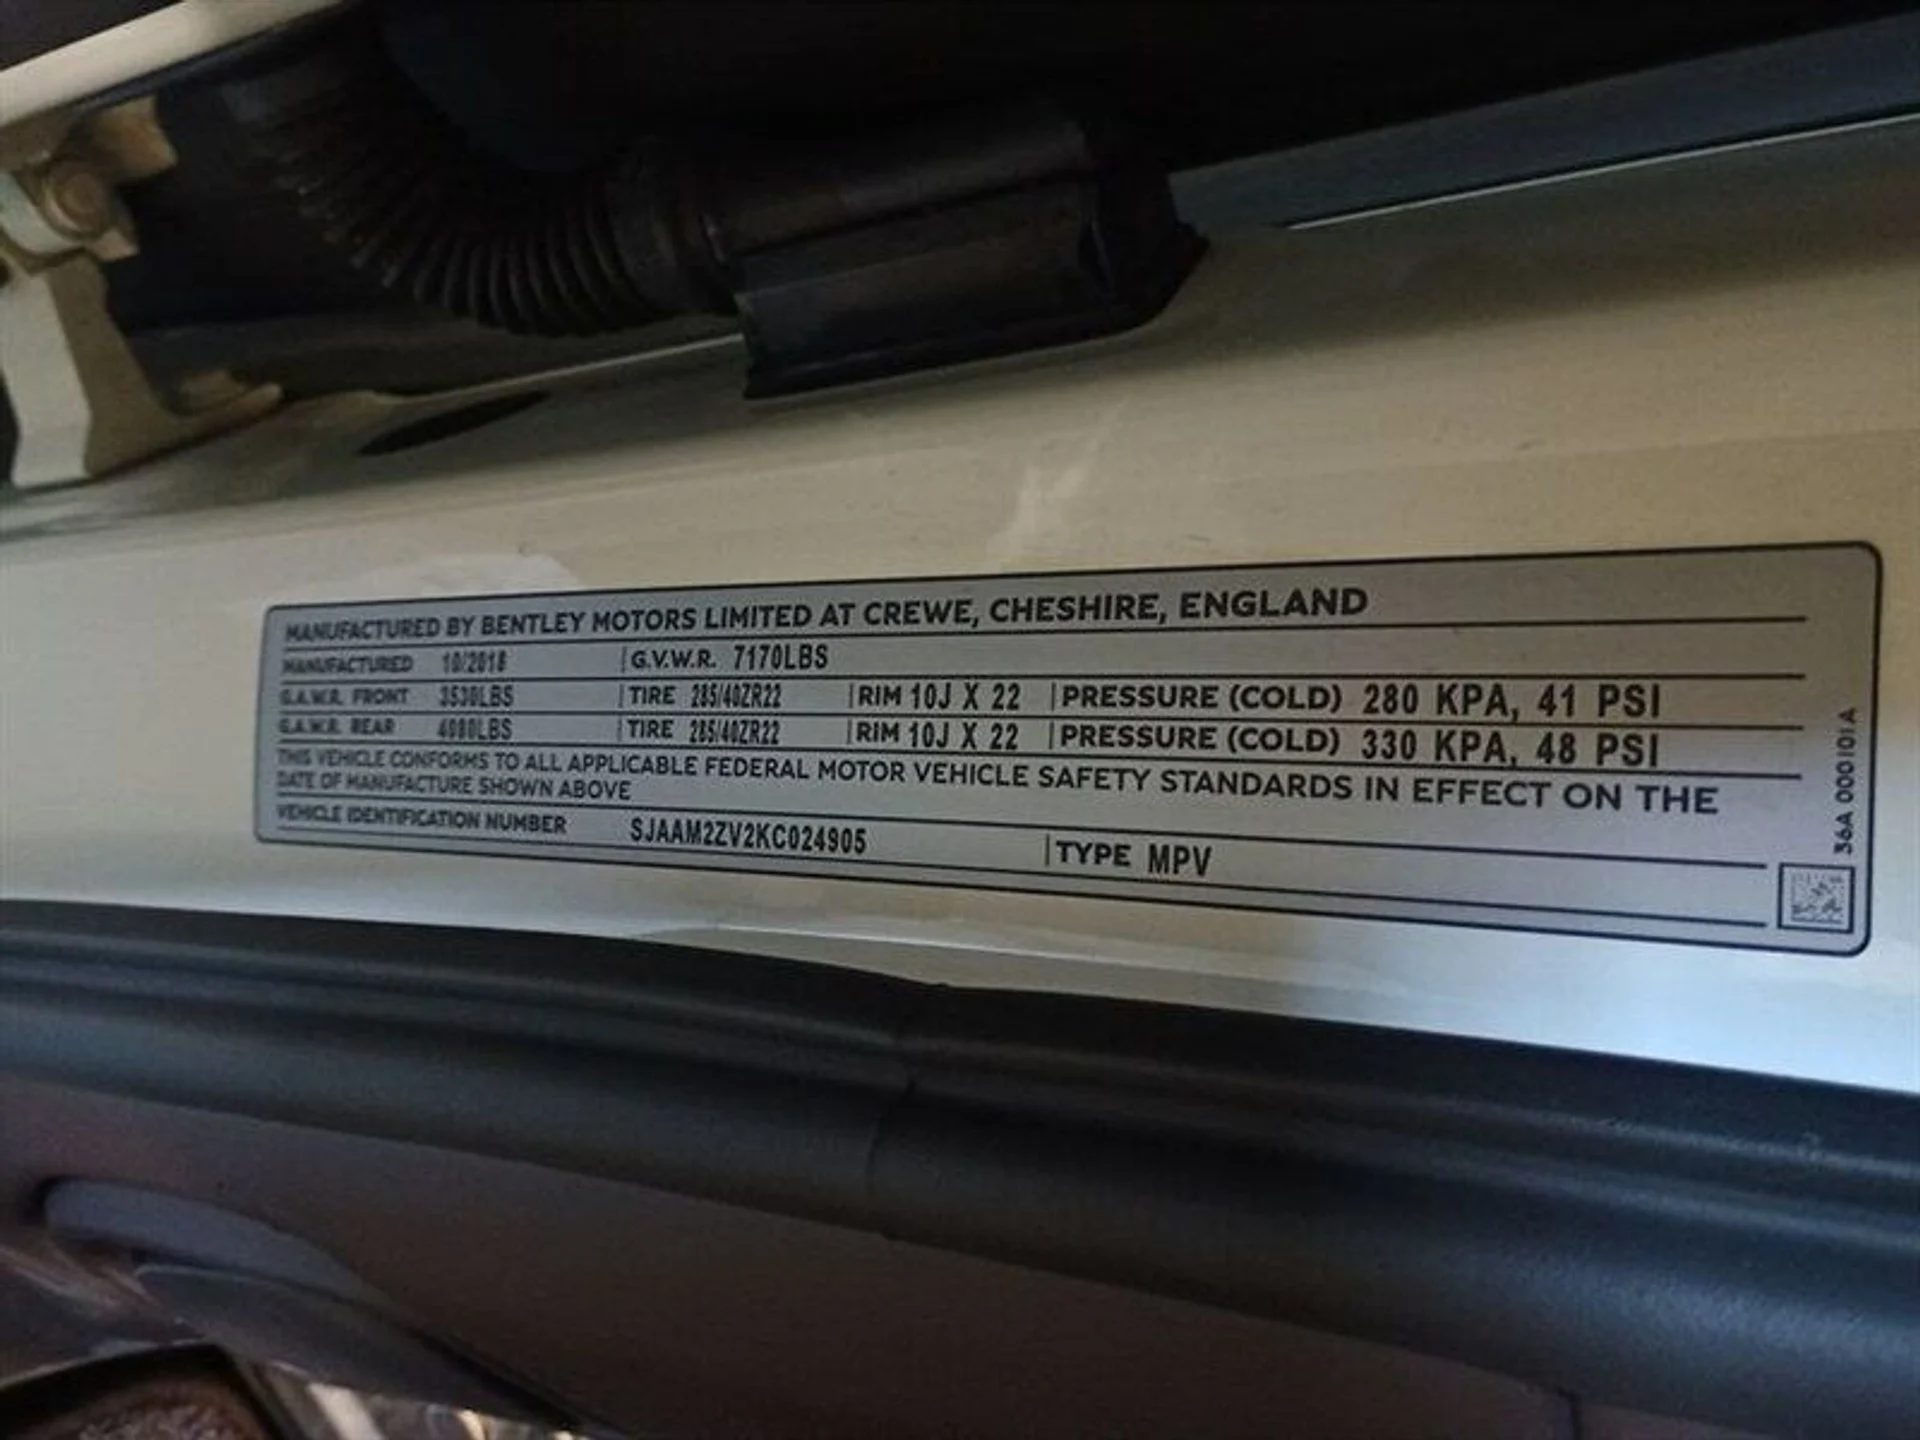 MANUFACTURED BY BENTLEY MOTORS LIMITED AT CREWE, CHESHIRE, ENGLAND
MANUFACTURED 10/2018 G.V.W.R. 7170LBS
G.A.W.R. FRONT 3530LBS TIRE 285/40ZR22 RIM 10J X 22 PRESSURE (COLD) 280 KPA, 41 PSI
G.A.W.R. REAR 4080LBS TIRE 285/40ZR22 RIM 10J X 22 PRESSURE (COLD) 330 KPA, 48 PSI
THIS VEHICLE CONFORMS TO ALL APPLICABLE FEDERAL MOTOR VEHICLE SAFETY STANDARDS IN EFFECT ON THE
DATE OF MANUFACTURE SHOWN ABOVE
VEHICLE IDENTIFICATION NUMBER SJAAM2ZV2KC024905 TYPE MPV
36A 000101 A